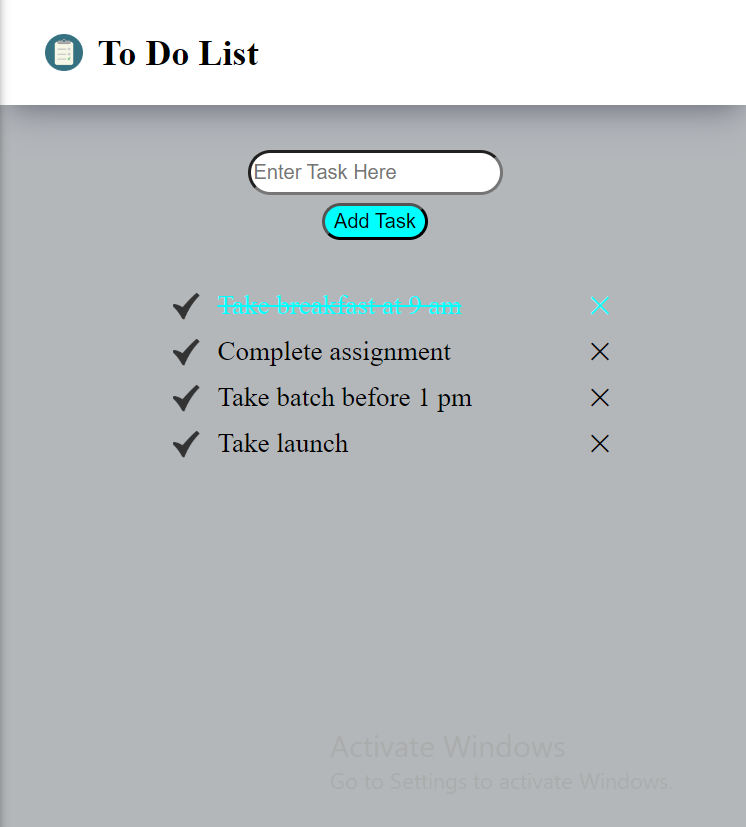 To Do List
Enter Task Here
Add Task
Take breakfast at 9 am
Complete assignment
Take batch before 1 pm
Take launch
Activate Windows
Go to Settings to activate Windows.